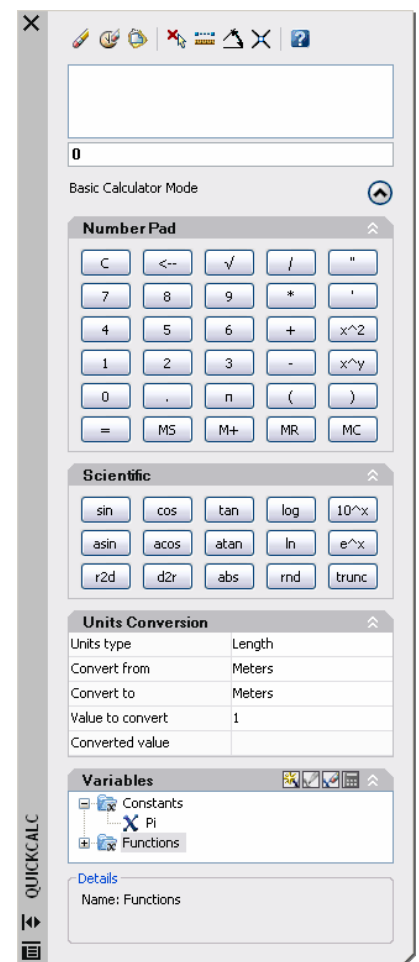 0
Basic Calculator Mode
Number Pad
C <-- √ / "
7 8 9 * '
4 5 6 + x^2
1 2 3 - x^y
0 . п ( )
= MS M+ MR MC
Scientific
sin cos tan log 10^x
asin acos atan ln e^x
r2d d2r abs rnd trunc
Units Conversion
Units type Length
Convert from Meters
Convert to Meters
Value to convert 1
Converted value
Variables
Constants
Pi
Functions
Details
Name: Functions
QUICKCALC